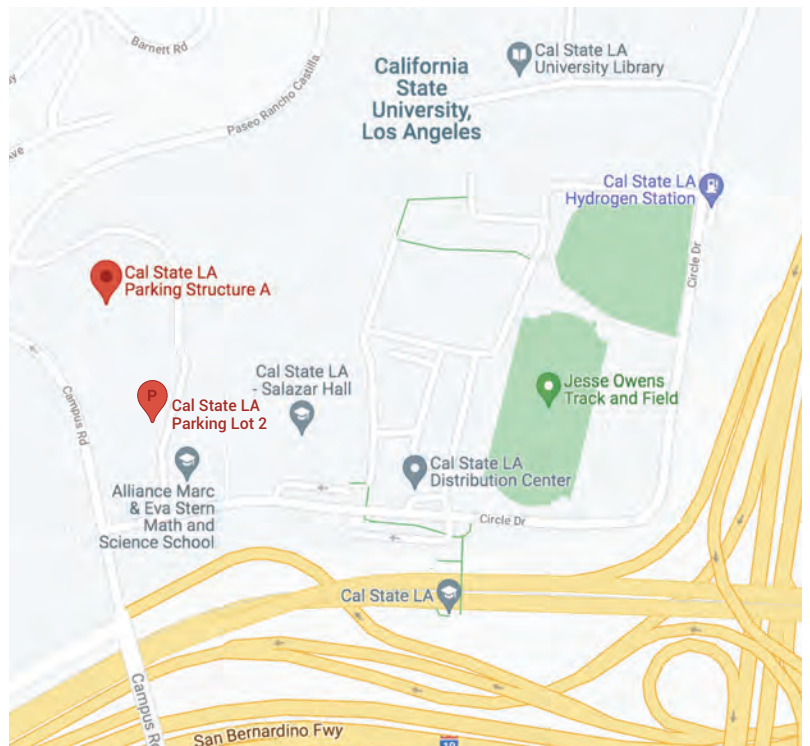 Barnett Rd
Cal State LA
University Library
California
State
University,
Los Angeles
Paseo Rancho Castilla
Ave
Cal State LA
Hydrogen Station
Circle Dr
Cal State LA
Parking Structure A
Campus Rd
Cal State LA
- Salazar Hall
Jesse Owens
Track and Field
P
Cal State LA
Parking Lot 2
Cal State LA
Distribution Center
Alliance Marc
& Eva Stern
Math and
Science School
Circle Dr
Cal State LA
Campus Rd
San Bernardino Fwy